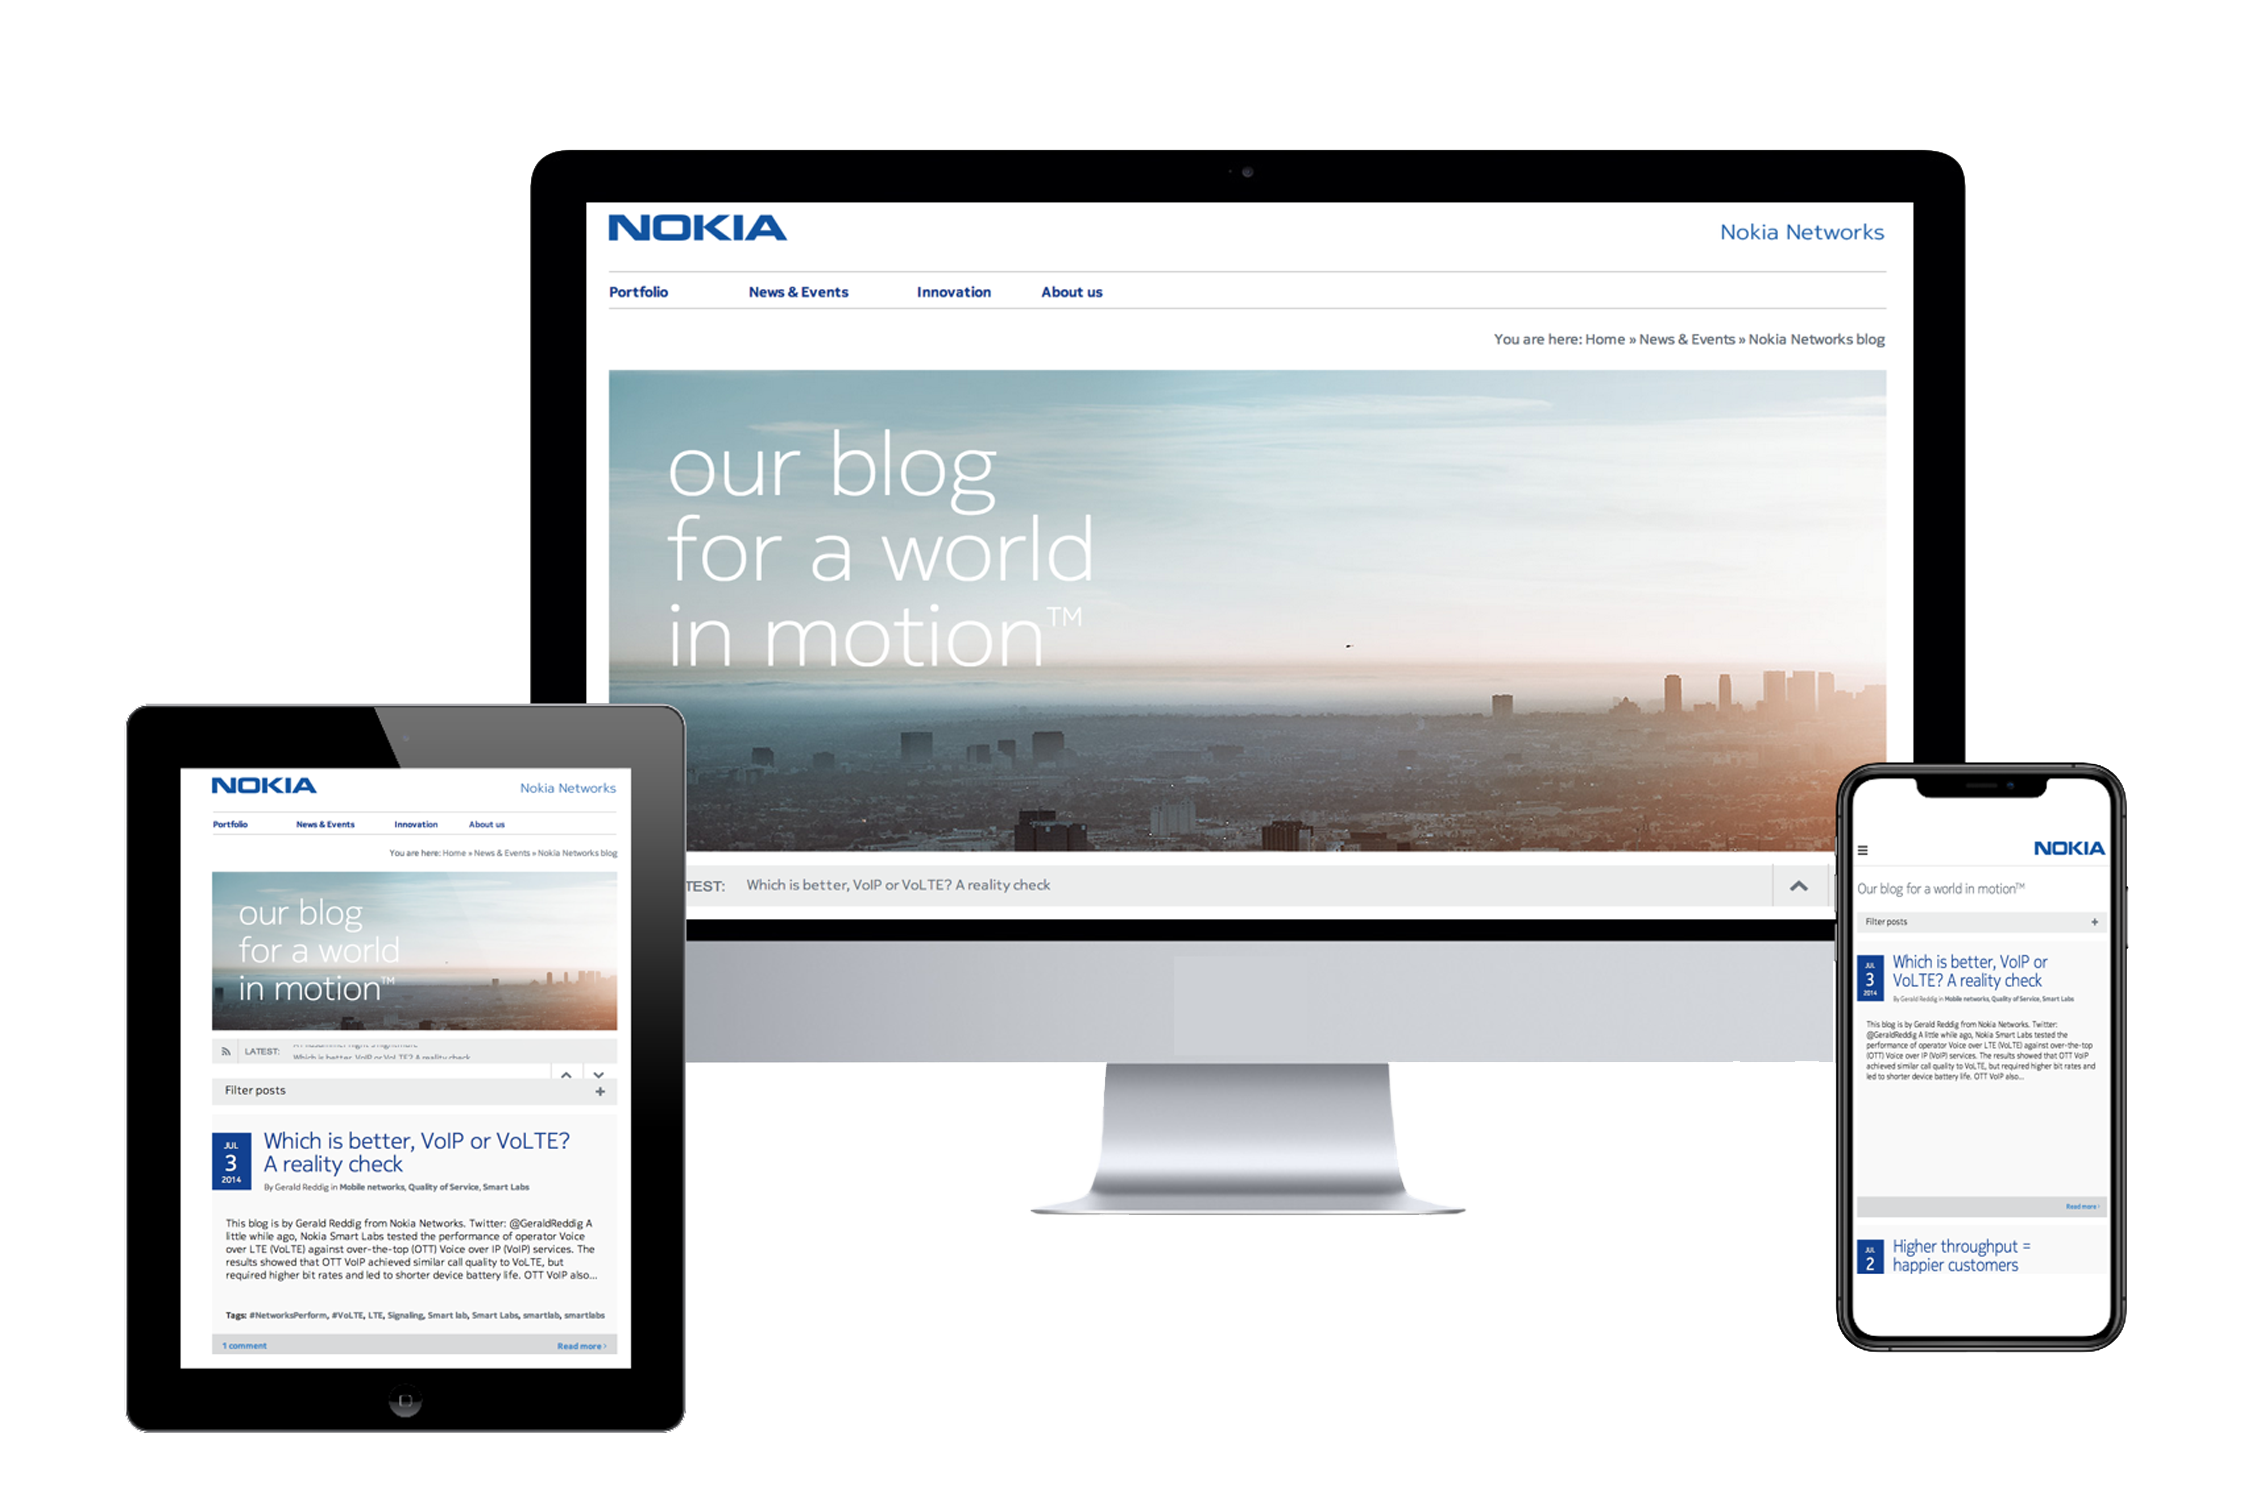 NOKIA
Nokia Networks
Portfolio News & Events Innovation About us
You are here: Home » News & Events » Nokia Networks blog
our blog
for a world
in motion™
TEST: Which is better, VoIP or VoLTE? A reality check
NOKIA
Nokia Networks
Portfolio News & Events Innovation About us
You are here: Home » News & Events » Nokia Networks blog
our blog
for a world
in motion™
LATEST:
Which is better, VoIP or VoLTE? A reality check
Filter posts +
JUL
3
2014
Which is better, VoIP or VoLTE?
A reality check
By Gerald Reddig in Mobile networks, Quality of Service, Smart Labs
This blog is by Gerald Reddig from Nokia Networks. Twitter: @GeraldReddig A
little while ago, Nokia Smart Labs tested the performance of operator Voice
over LTE (VoLTE) against over-the-top (OTT) Voice over IP (VoIP) services. The
results showed that OTT VoIP achieved similar call quality to VoLTE, but
required higher bit rates and led to shorter device battery life. OTT VoIP also...
Tags: #NetworksPerform, #VoLTE, LTE, Signaling, Smart lab, Smart Labs, smartlab, smartlabs
1 comment Read more ›
NOKIA
Our blog for a world in motion™
Filter posts +
JUL
3
2014
Which is better, VoIP or
VoLTE? A reality check
By Gerald Reddig in Mobile networks, Quality of Service, Smart Labs
This blog is by Gerald Reddig from Nokia Networks. Twitter:
@GeraldReddig A little while ago, Nokia Smart Labs tested the
performance of operator Voice over LTE (VoLTE) against over-the-top
(OTT) Voice over IP (VoIP) services. The results showed that OTT VoIP
achieved similar call quality to VoLTE, but required higher bit rates and
led to shorter device battery life. OTT VoIP also...
Read more ›
JUL
2
Higher throughput =
happier customers